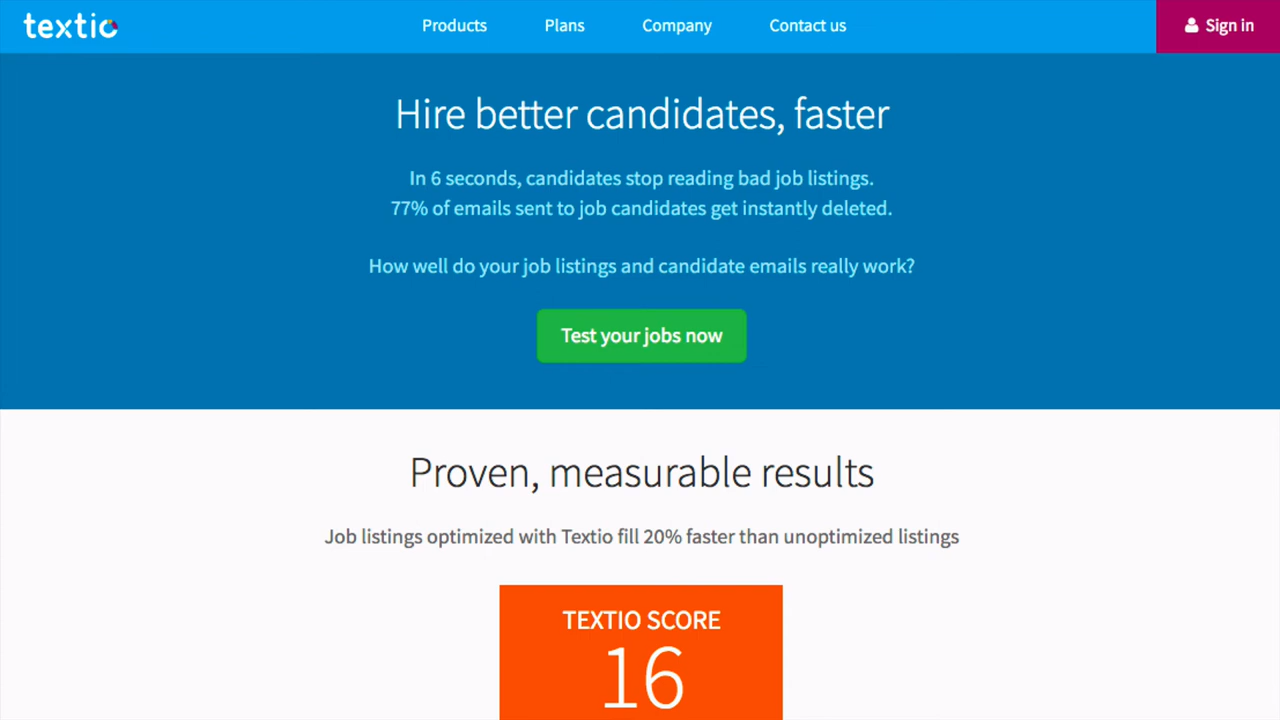 textio
Products
Plans
Company
Contact us
Sign in
Hire better candidates, faster
In 6 seconds, candidates stop reading bad job listings.
77% of emails sent to job candidates get instantly deleted.
How well do your job listings and candidate emails really work?
Test your jobs now
Proven, measurable results
Job listings optimized with Textio fill 20% faster than unoptimized listings
TEXTIO SCORE
16